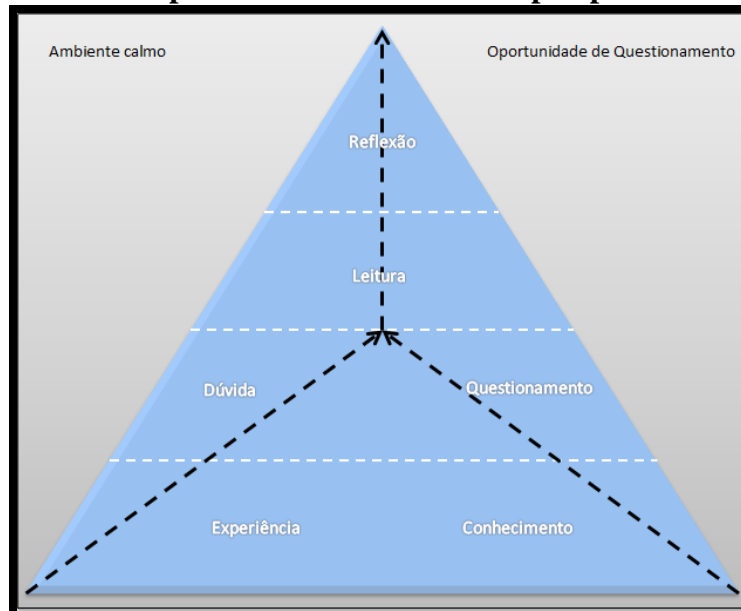 Ambiente calmo
Oportunidade de Questionamento
Reflexão
Leitura
Dúvida
Questionamento
Experiência
Conhecimento